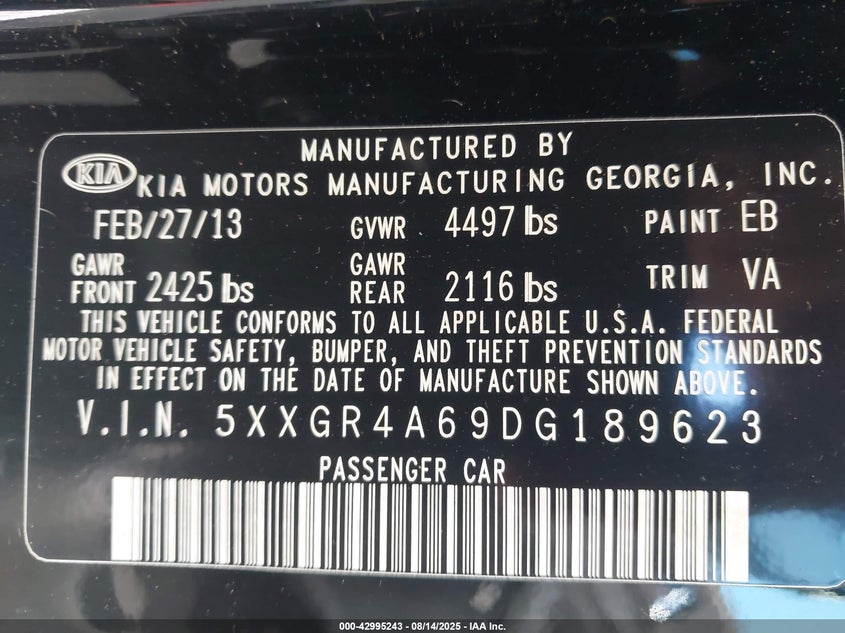 MANUFACTURED BY
KIA KIA MOTORS MANUFACTURING GEORGIA, INC.
FEB/27/13 GVWR 4497 lbs PAINT EB
GAWR FRONT 2425 lbs GAWR REAR 2116 lbs TRIM VA
THIS VEHICLE CONFORMS TO ALL APPLICABLE U.S.A. FEDERAL
MOTOR VEHICLE SAFETY, BUMPER, AND THEFT PREVENTION STANDARDS
IN EFFECT ON THE DATE OF MANUFACTURE SHOWN ABOVE.
V.I.N. 5XXGR4A69DG189623
PASSENGER CAR
000-42995243 - 08/14/2025 - IAA Inc.